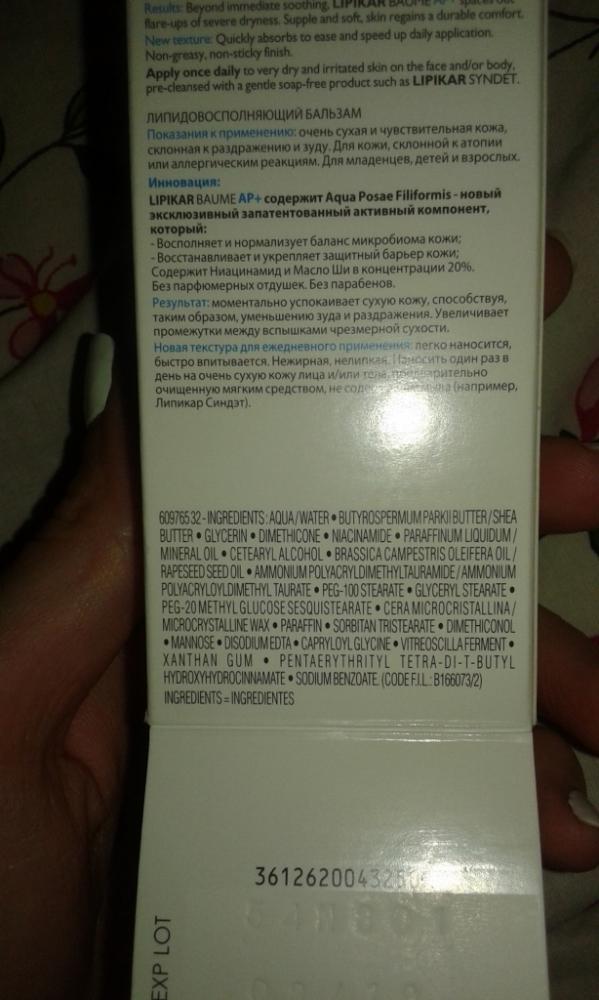 Results: Beyond immediate soothing, LIPIKAR BAUME AP+ spaces out
flare-ups of severe dryness. Supple and soft, skin regains a durable comfort.
New texture: Quickly absorbs to ease and speed up daily application.
Non-greasy, non-sticky finish.
Apply once daily to very dry and irritated skin on the face and/or body,
pre-cleansed with a gentle soap-free product such as LIPIKAR SYNDET.
ЛИПИДОВОСПОЛНЯЮЩИЙ БАЛЬЗАМ
Показания к применению: очень сухая и чувствительная кожа,
склонная к раздражению и зуду. Для кожи, склонной к атопии
или аллергическим реакциям. Для младенцев, детей и взрослых.
Инновация:
LIPIKAR BAUME AP+ содержит Aqua Posae Filiformis - новый
эксклюзивный запатентованный активный компонент,
который:
- Восполняет и нормализует баланс микробиома кожи;
- Восстанавливает и укрепляет защитный барьер кожи;
Содержит Ниацинамид и Масло Ши в концентрации 20%.
Без парфюмерных отдушек. Без парабенов.
Результат: моментально успокаивает сухую кожу, способствуя,
таким образом, уменьшению зуда и раздражения. Увеличивает
промежутки между вспышками чрезмерной сухости.
Новая текстура для ежедневного применения: легко наносится,
быстро впитывается. Нежирная, нелипкая. Наносить один раз в
день на очень сухую кожу лица и/или тела, предварительно
очищенную мягким средством, не (например,
Липикар Синдэт).
60976532 - INGREDIENTS: AQUA / WATER • BUTYROSPERMUM PARKII BUTTER / SHEA
BUTTER • GLYCERIN • DIMETHICONE • NIACINAMIDE • PARAFFINUM LIQUIDUM /
MINERAL OIL • CETEARYL ALCOHOL • BRASSICA CAMPESTRIS OLEIFERA OIL /
RAPESEED SEED OIL • AMMONIUM POLYACRYLDIMETHYLTAURAMIDE / AMMONIUM
POLYACRYLOYLDIMETHYL TAURATE • PEG-100 STEARATE • GLYCERYL STEARATE •
PEG-20 METHYL GLUCOSE SESQUISTEARATE • CERA MICROCRISTALLINA /
MICROCRYSTALLINE WAX • PARAFFIN • SORBITAN TRISTEARATE • DIMETHICONOL
• MANNOSE • DISODIUM EDTA • CAPRYLOYL GLYCINE • VITREOSCILLA FERMENT •
XANTHAN GUM • PENTAERYTHRITYL TETRA-DI-T-BUTYL
HYDROXYHYDROCINNAMATE • SODIUM BENZOATE. (CODE F.I.L.: B166073/2)
INGREDIENTS = INGREDIENTES
EXP LOT